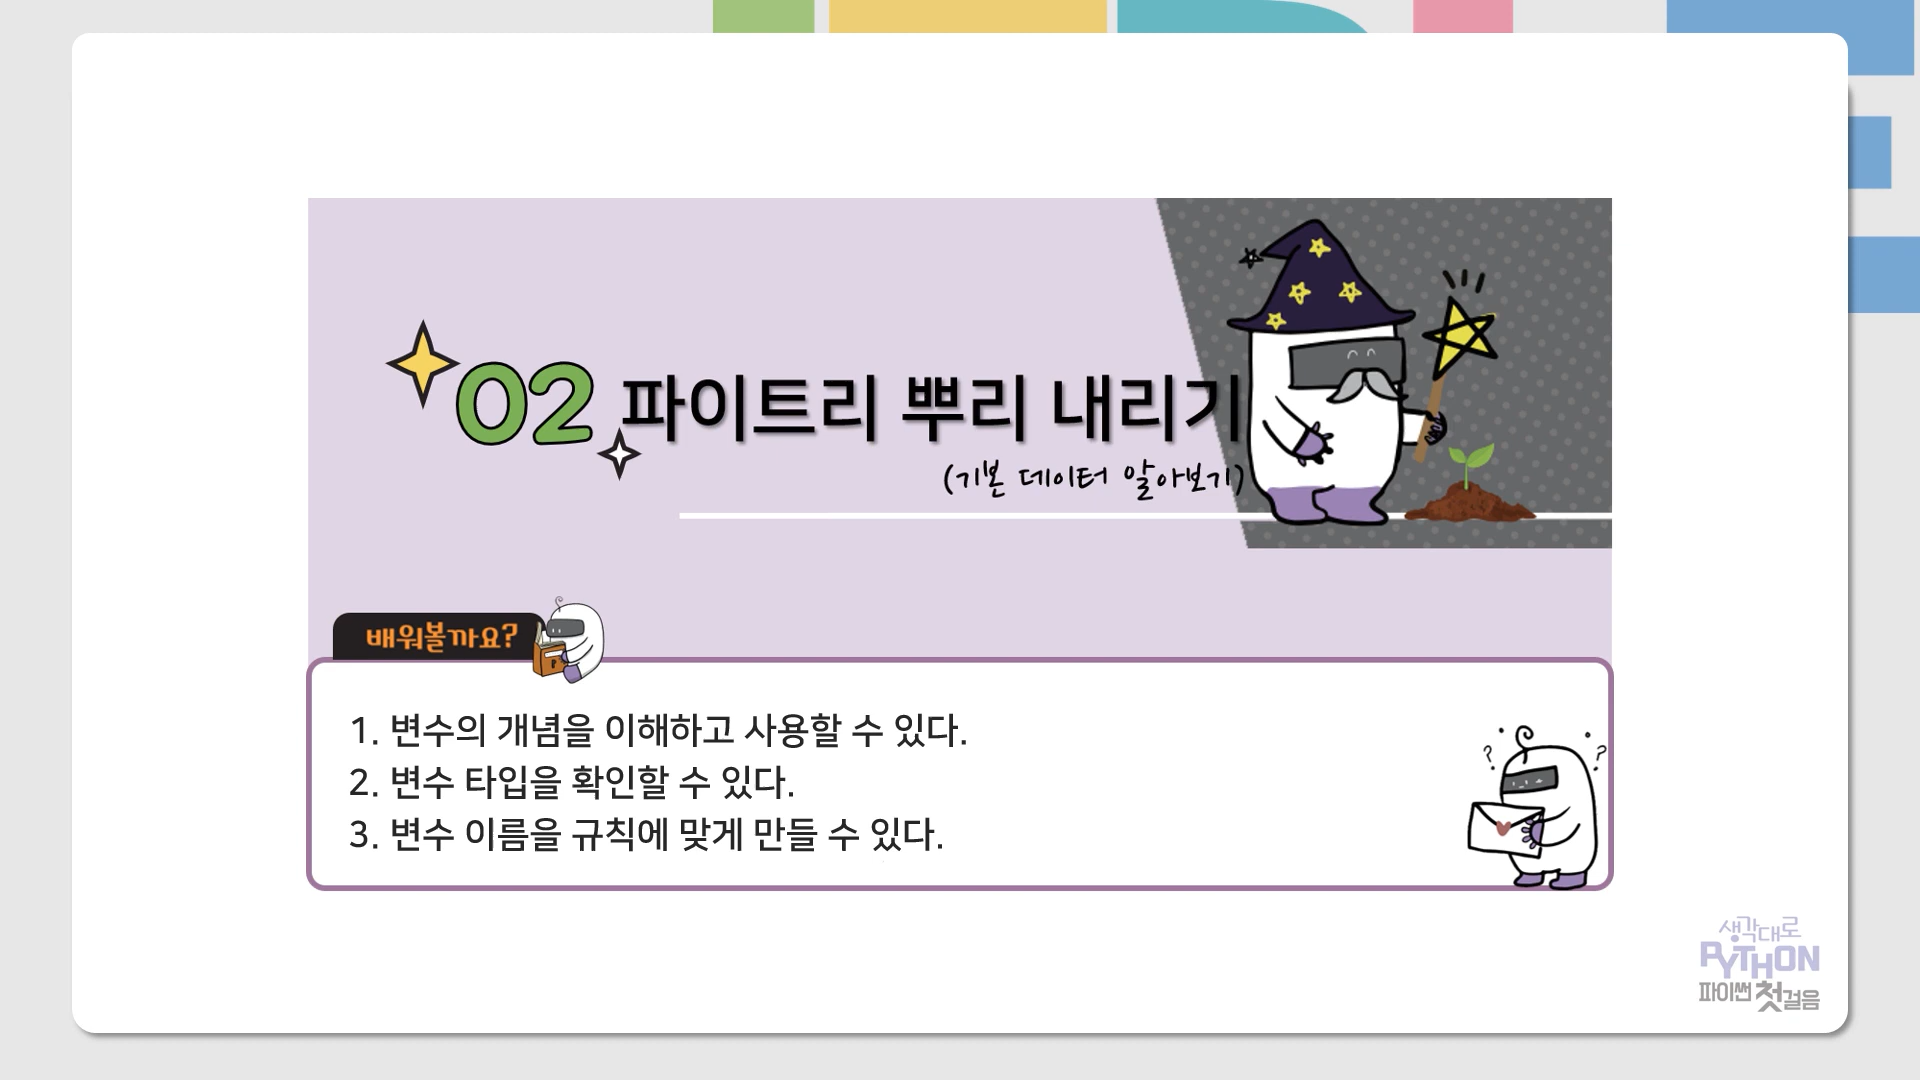 02 파이트리 뿌리 내리기
(기본 데이터 알아보기)
배워볼까요?
1. 변수의 개념을 이해하고 사용할 수 있다.
2. 변수 타입을 확인할 수 있다.
3. 변수 이름을 규칙에 맞게 만들 수 있다.
? ?
생각대로
PYTHON
파이썬 첫걸음